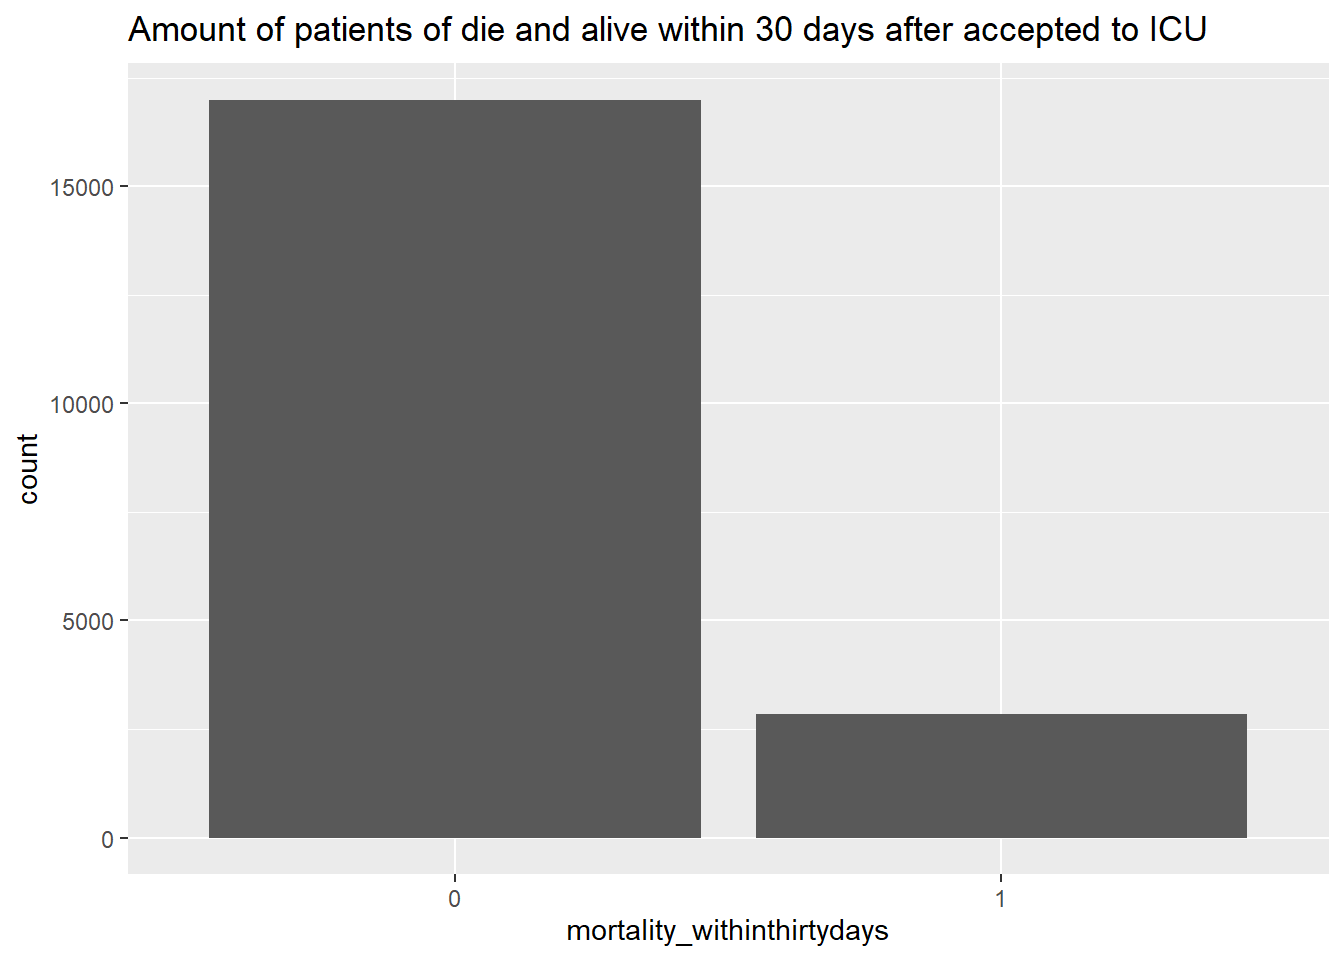 Amount of patients of die and alive within 30 days after accepted to ICU
15000
10000
5000
0
count
0 1
mortality_withinthirtydays